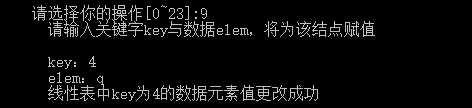 请选择你的操作[0~23]:9
请输入关键字key与数据elem,将为该结点赋值
key: 4
elem: q
线性表中key为4的数据元素值更改成功